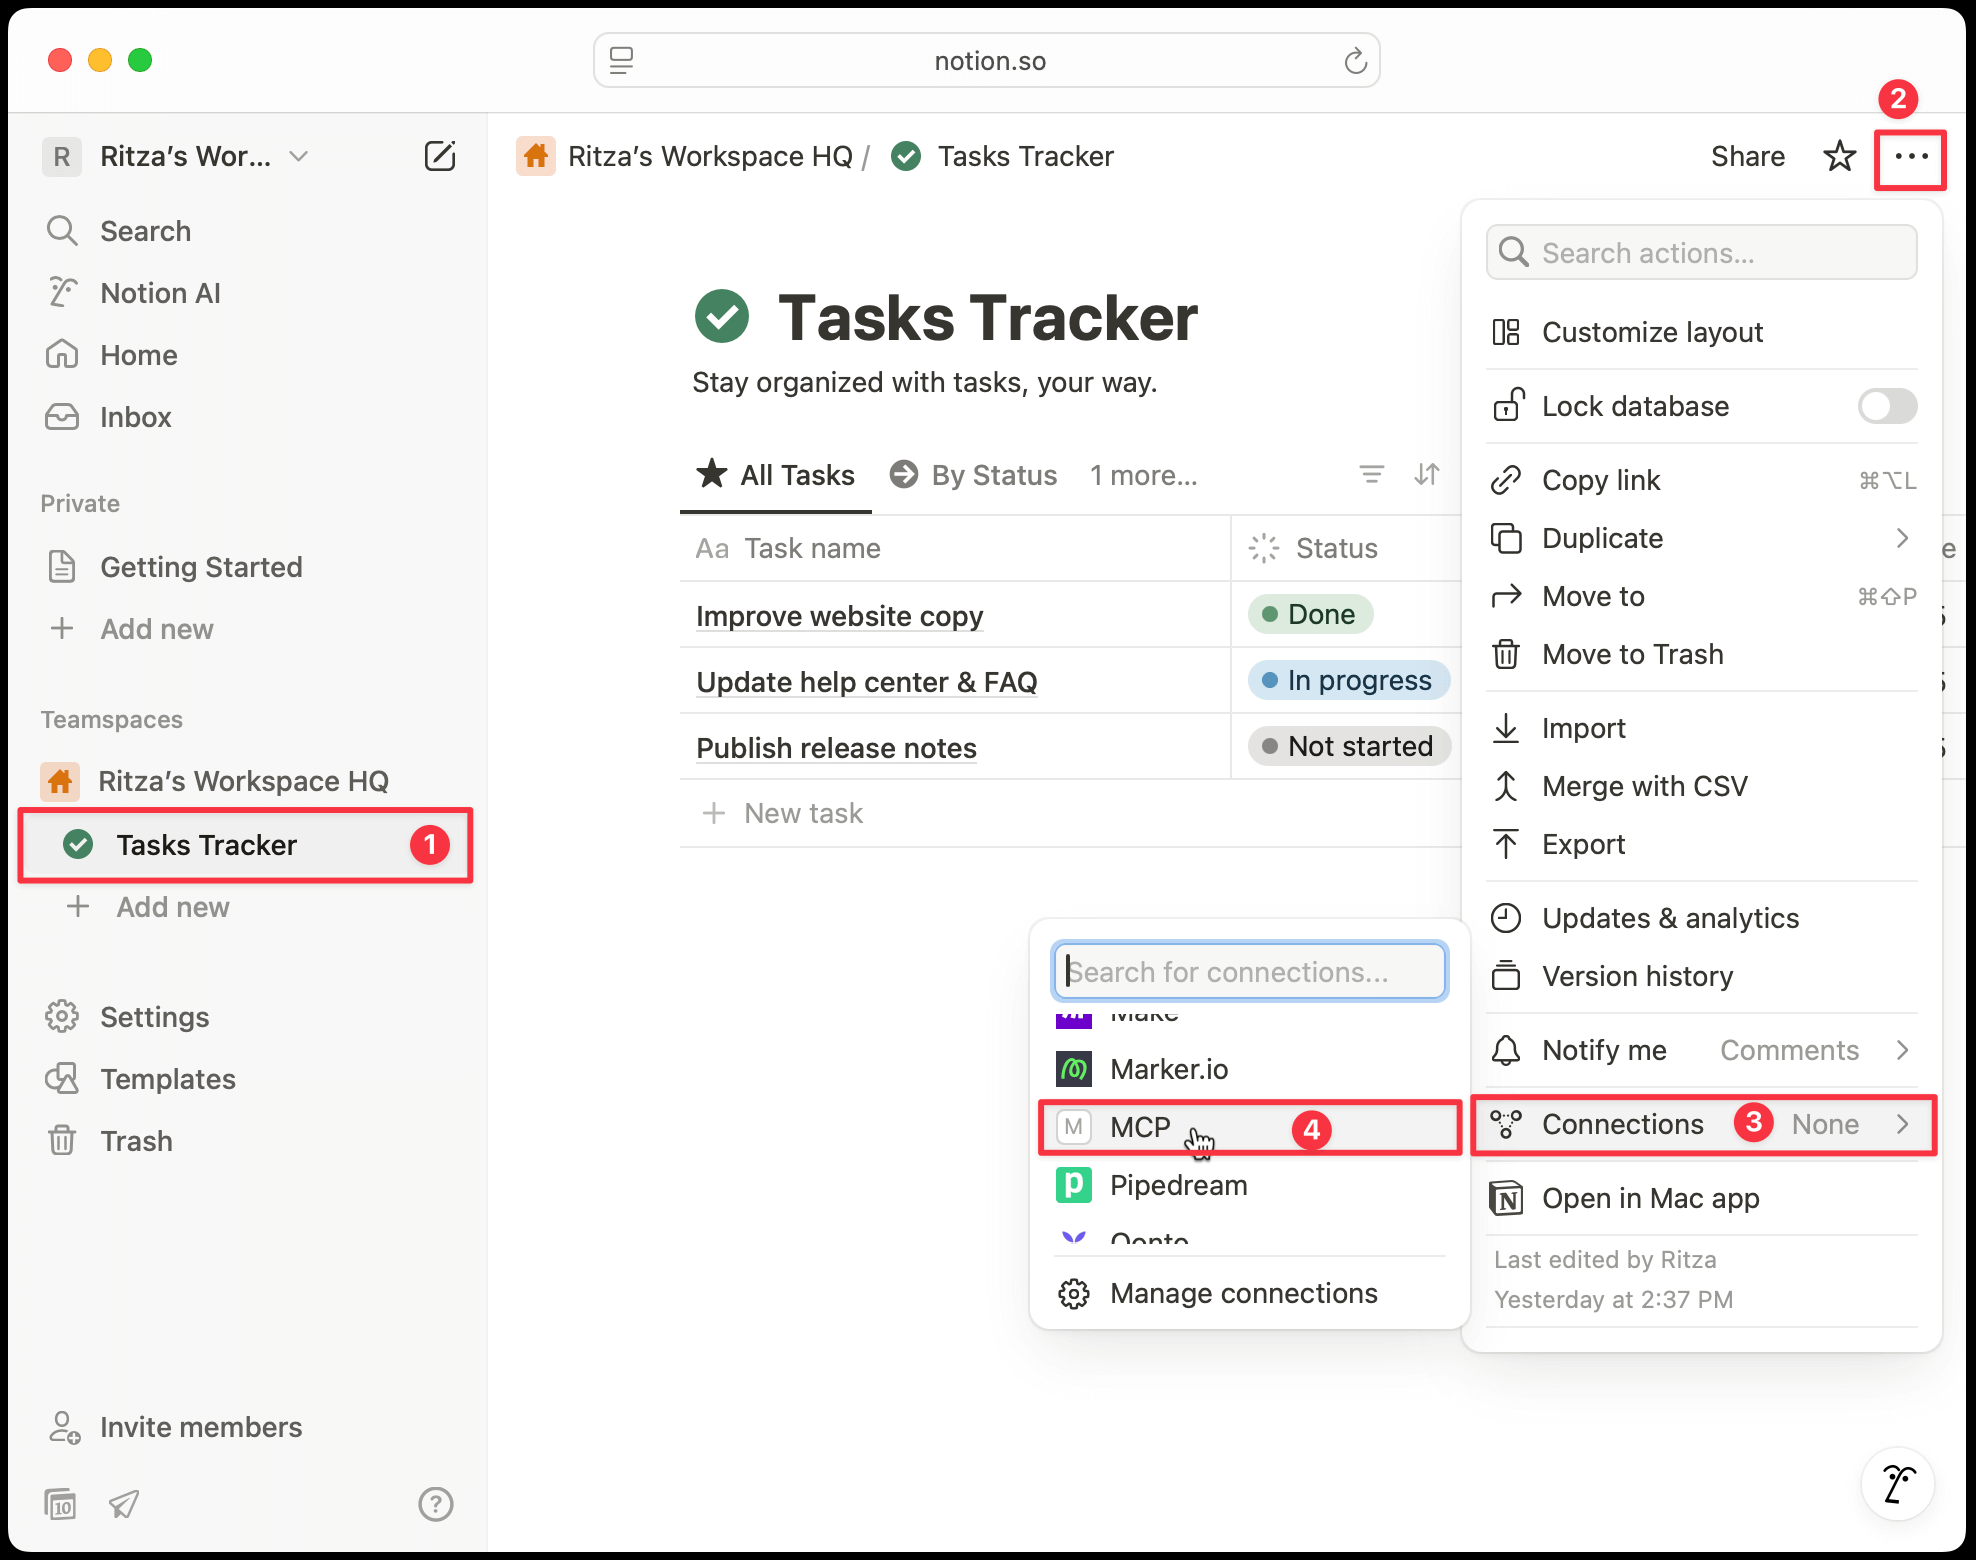 notion.so
2
R Ritza’s Wor...
Ritza’s Workspace HQ / Tasks Tracker
Share
Search
Notion AI
Home
Inbox
Private
Getting Started
Add new
Teamspaces
Ritza’s Workspace HQ
Tasks Tracker 1
Add new
Settings
Templates
Trash
Invite members
10
?
Tasks Tracker
Stay organized with tasks, your way.
All Tasks By Status 1 more...
Aa Task name Status
Improve website copy Done
Update help center & FAQ In progress
Publish release notes Not started
New task
Search actions...
Customize layout
Lock database
Copy link ⌘⌥L
Duplicate
Move to ⌘⇧P
Move to Trash
Import
Merge with CSV
Export
Updates & analytics
Version history
Notify me Comments
Connections 3 None
Open in Mac app
Last edited by Ritza
Yesterday at 2:37 PM
Search for connections...
Make
Marker.io
M MCP 4
Pipedream
Qonto
Manage connections